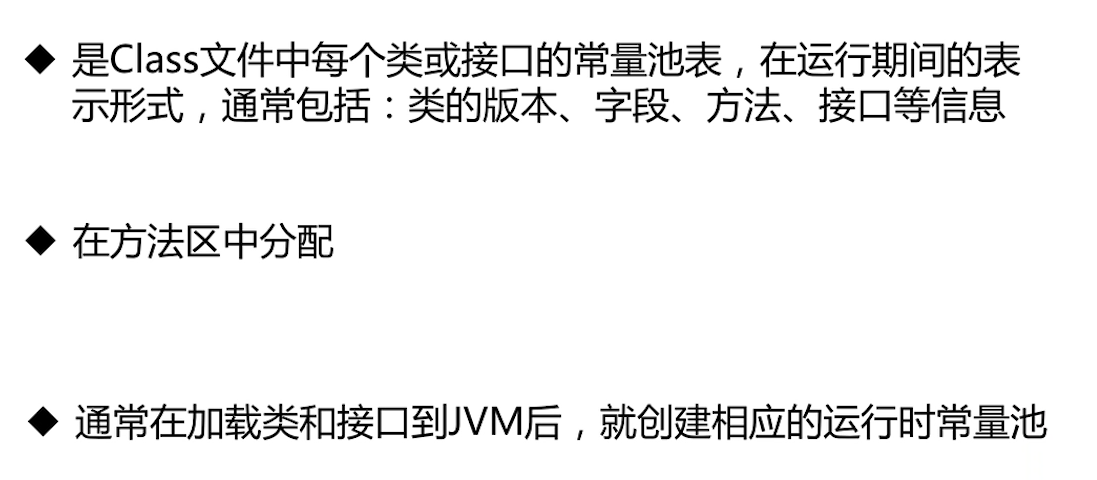 ◆ 是Class文件中每个类或接口的常量池表，在运行期间的表
示形式，通常包括：类的版本、字段、方法、接口等信息
◆ 在方法区中分配
◆ 通常在加载类和接口到JVM后，就创建相应的运行时常量池